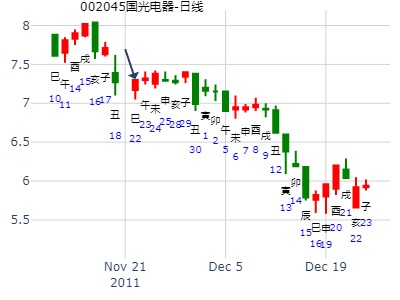 002045国光电器-日线
8
7.5
7
6.5
6
5.5
巳 午 酉 戌 亥 子 丑 巳 午 未 申 亥 子 丑 寅 卯 午 未 申 酉 戌 丑 寅 卯 辰 巳 申 酉 戌 亥 子
10 11 14 15 16 17 18 22 23 24 25 28 29 30 1 2 5 6 7 8 9 12 13 14 15 16 19 20 21 22 23
Nov 21 Dec 5 Dec 19
2011